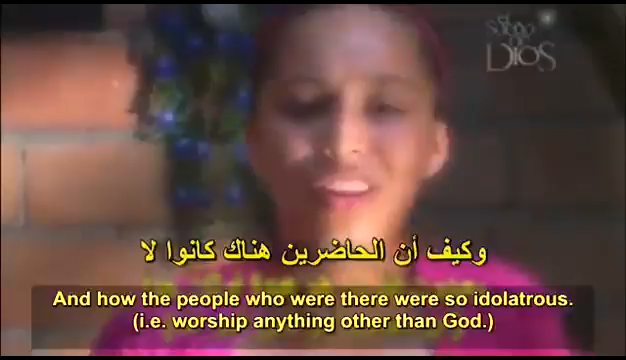 DIOS
وكيف أن الحاضرين هناك كانوا لا
And how the people who were there were so idolatrous.
(i.e. worship anything other than God.)